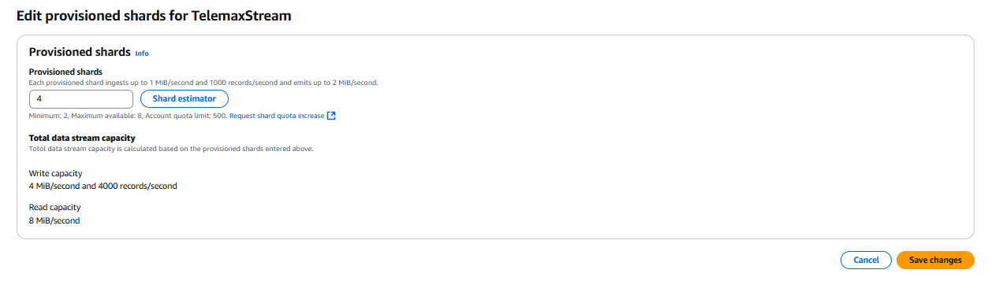 Edit provisioned shards for TelemaxStream
Provisioned shards Info
Provisioned shards
Each provisioned shard ingests up to 1 MiB/second and 1000 records/second and emits up to 2 MiB/second.
4 Shard estimator
Minimum: 2, Maximum available: 8, Account quota limit: 500. Request shard quota increase
Total data stream capacity
Totol data stream capacity is calculated based on the provisioned shards entered above.
Write capacity
4 MiB/second and 4000 records/second
Read capacity
8 MiB/second
Cancel Save changes